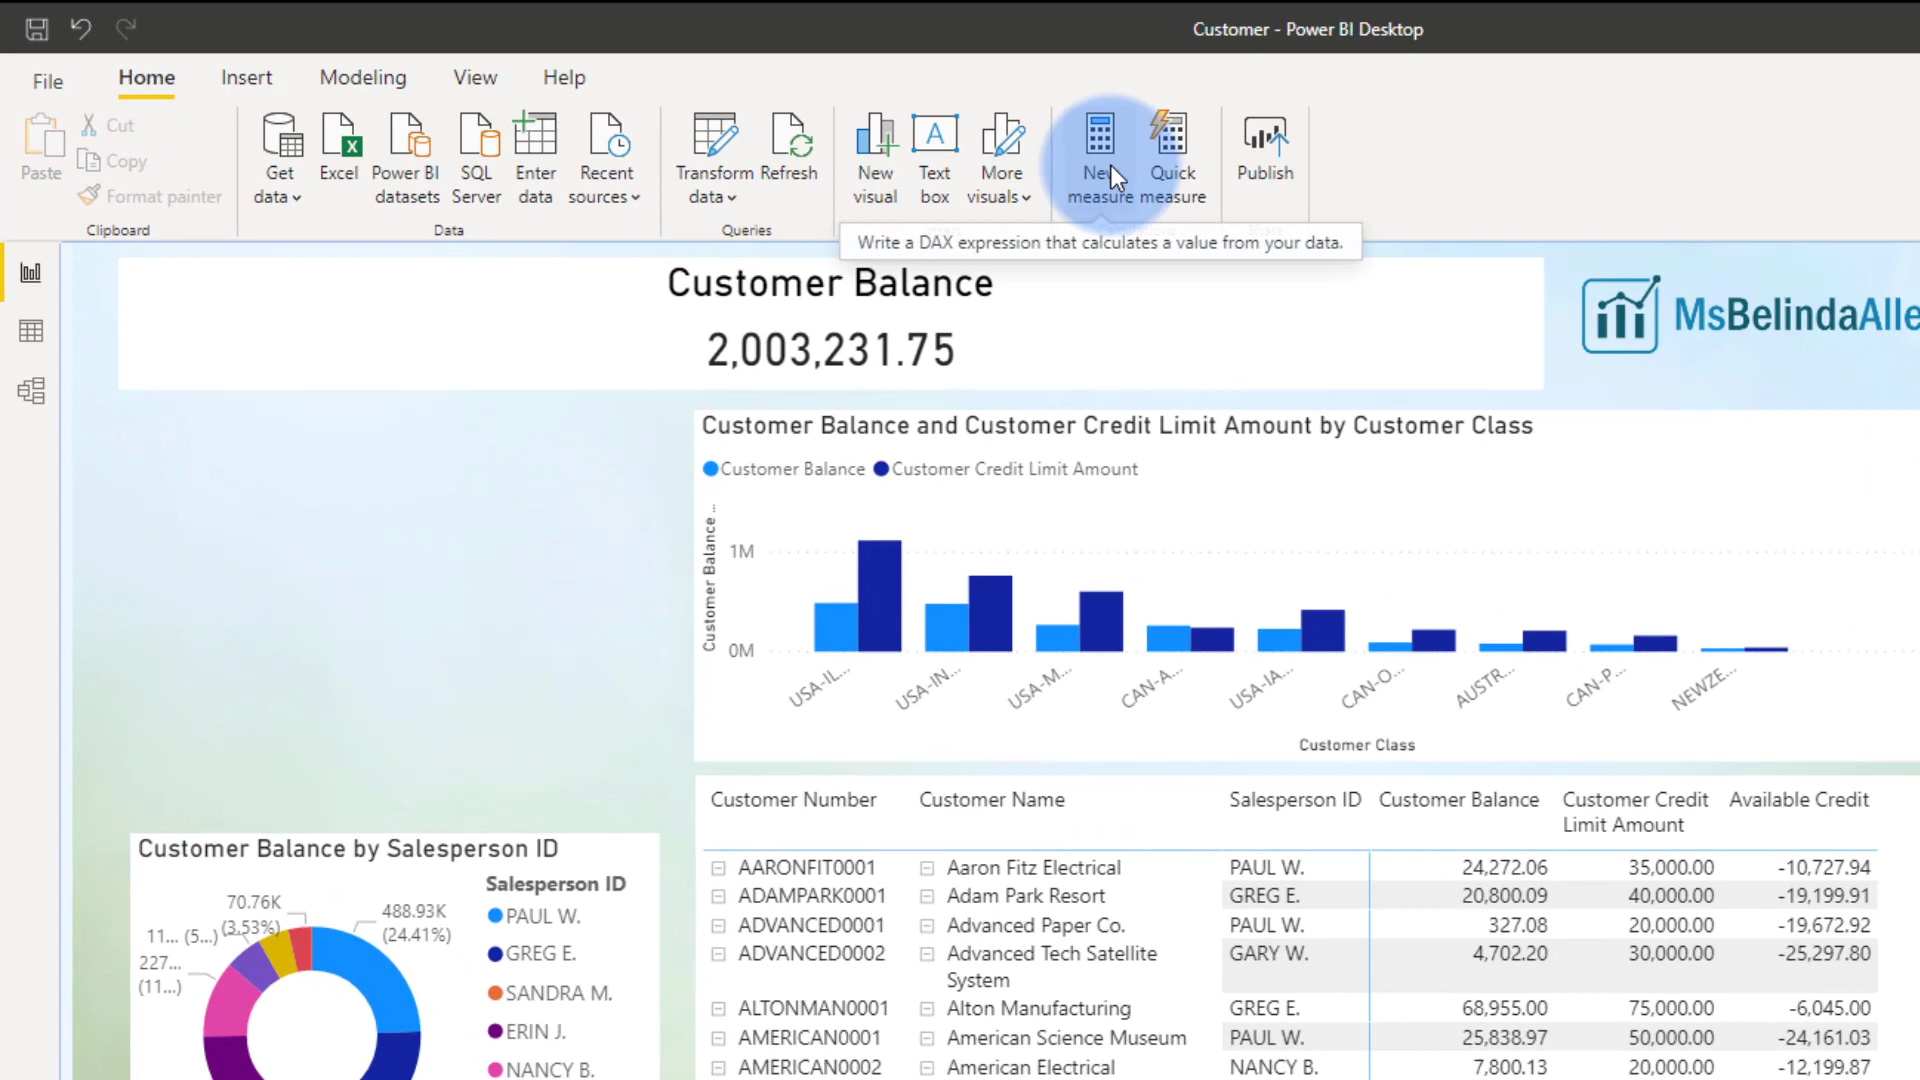 Customer - Power BI Desktop
File Home Insert Modeling View Help
Paste
Cut
Copy
Format painter
Clipboard
Get data
Excel
Power BI datasets
SQL Server
Enter data
Recent sources
Data
Transform data
Refresh
Queries
New visual
Text box
More visuals
New measure
Quick measure
Publish
Write a DAX expression that calculates a value from your data.
Customer Balance
2,003,231.75
MsBelindaAlle
Customer Balance and Customer Credit Limit Amount by Customer Class
Customer Balance Customer Credit Limit Amount
Customer Balance ...
1M
0M
USA-IL... USA-IN... USA-M... CAN-A... USA-IA... CAN-O... AUSTR... CAN-P... NEWZE...
Customer Class
Customer Number Customer Name Salesperson ID Customer Balance Customer Credit Limit Amount Available Credit
AARONFIT0001 Aaron Fitz Electrical PAUL W. 24,272.06 35,000.00 -10,727.94
ADAMPARK0001 Adam Park Resort GREG E. 20,800.09 40,000.00 -19,199.91
ADVANCED0001 Advanced Paper Co. PAUL W. 327.08 20,000.00 -19,672.92
ADVANCED0002 Advanced Tech Satellite System GARY W. 4,702.20 30,000.00 -25,297.80
ALTONMAN0001 Alton Manufacturing GREG E. 68,955.00 75,000.00 -6,045.00
AMERICAN0001 American Science Museum PAUL W. 25,838.97 50,000.00 -24,161.03
AMERICAN0002 American Electrical NANCY B. 7,800.13 20,000.00 -12,199.87
Customer Balance by Salesperson ID
70.76K
(3.53%)
488.93K
(24.41%)
11... (5...)
227...
(11...)
Salesperson ID
PAUL W.
GREG E.
SANDRA M.
ERIN J.
NANCY B.